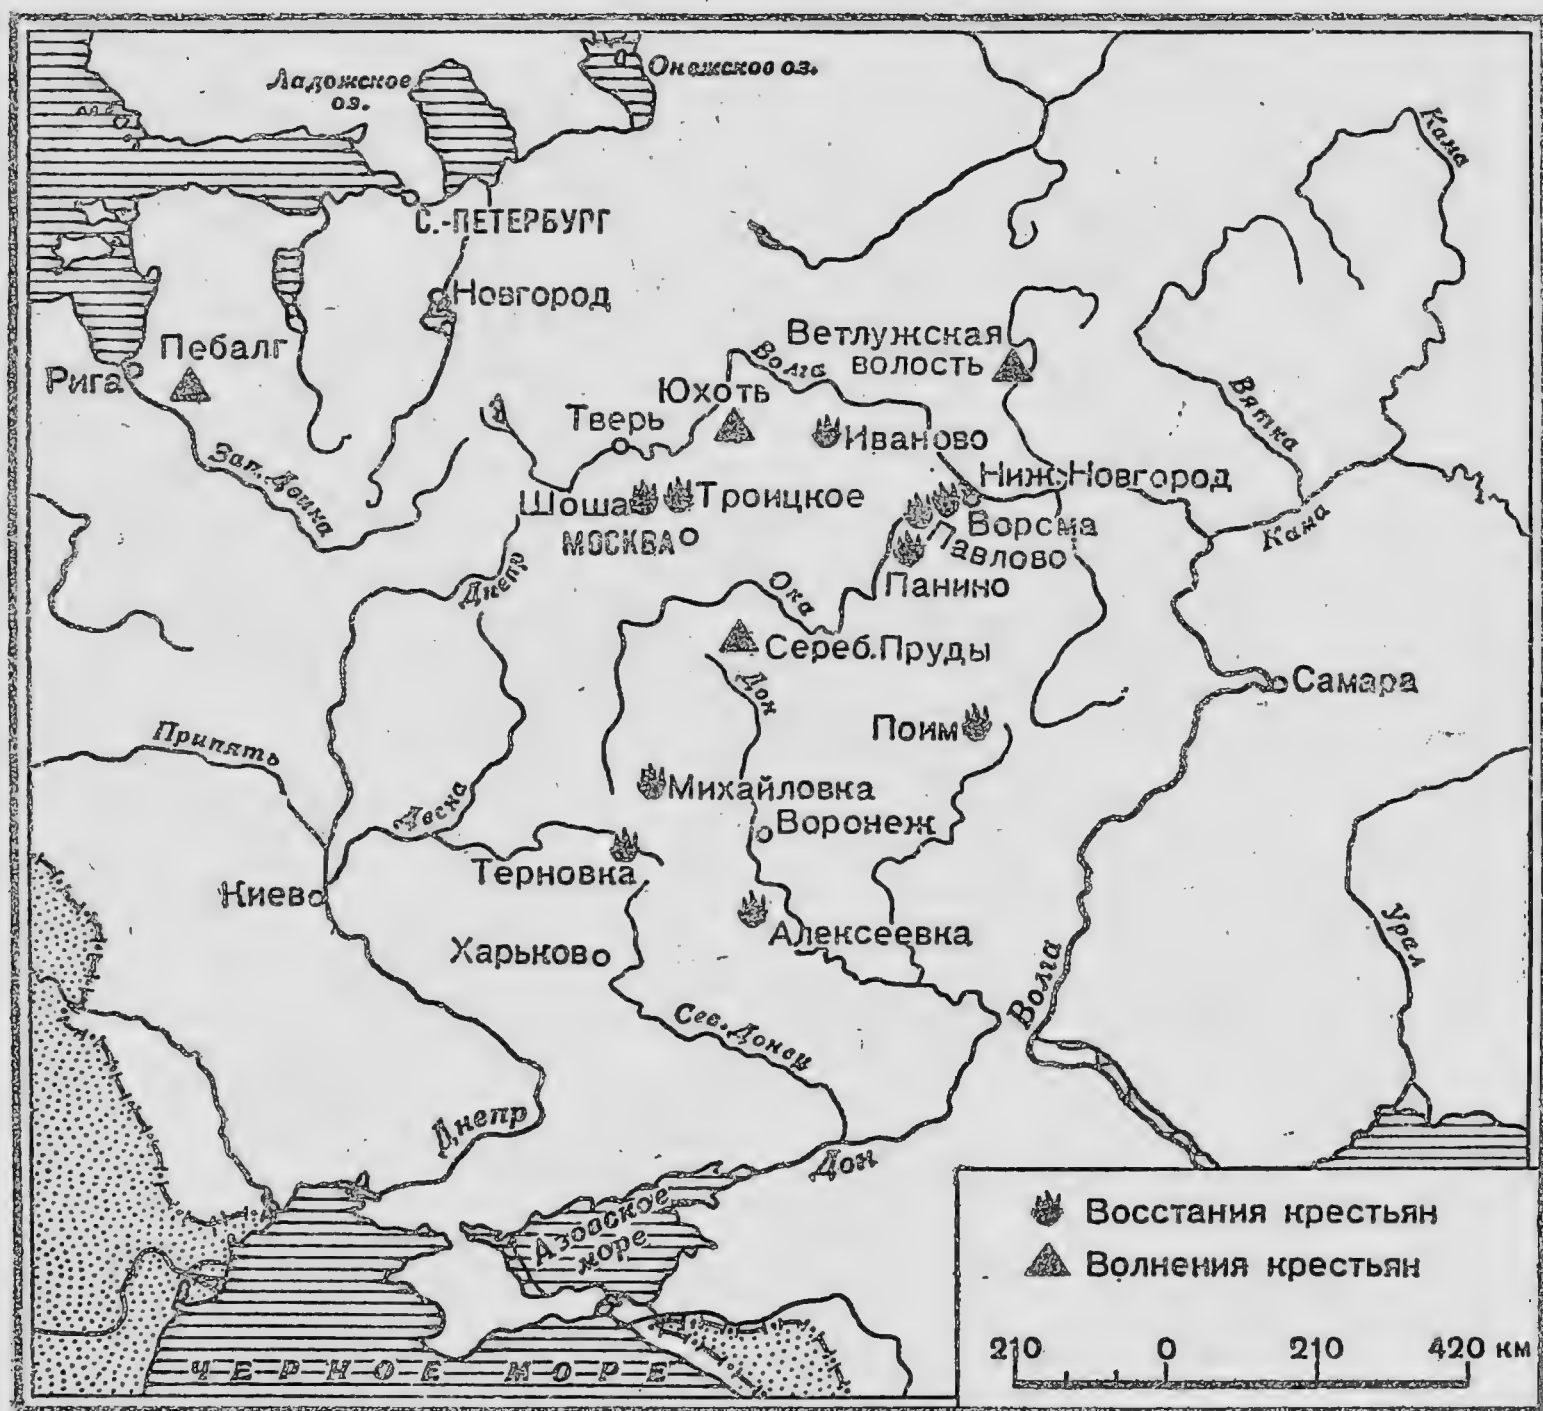 Ладожское
оз.
Онежское оз.
Кама
С.-ПЕТЕРБУРГ
Новгород
Пебалг
Рига
Ветлужская
волость
Волга
Юхоть
Тверь
Иваново
Вятка
Зап. Двина
Ниж. Новгород
Шоша
Троицкое
МОСКВА
Ворсма
Павлово
Кама
Панино
Днепр
Ока
Сереб. Пруды
Дон
Самара
Поим
Припять
Михайловка
Десна
Воронеж
Терновка
Киев
Алексеевка
Харьков
Урал
Волга
Сев. Донец
Днепр
Дон
Азовское
море
ЧЕРНОЕ МОРЕ
Восстания крестьян
Волнения крестьян
210 0 210 420 км